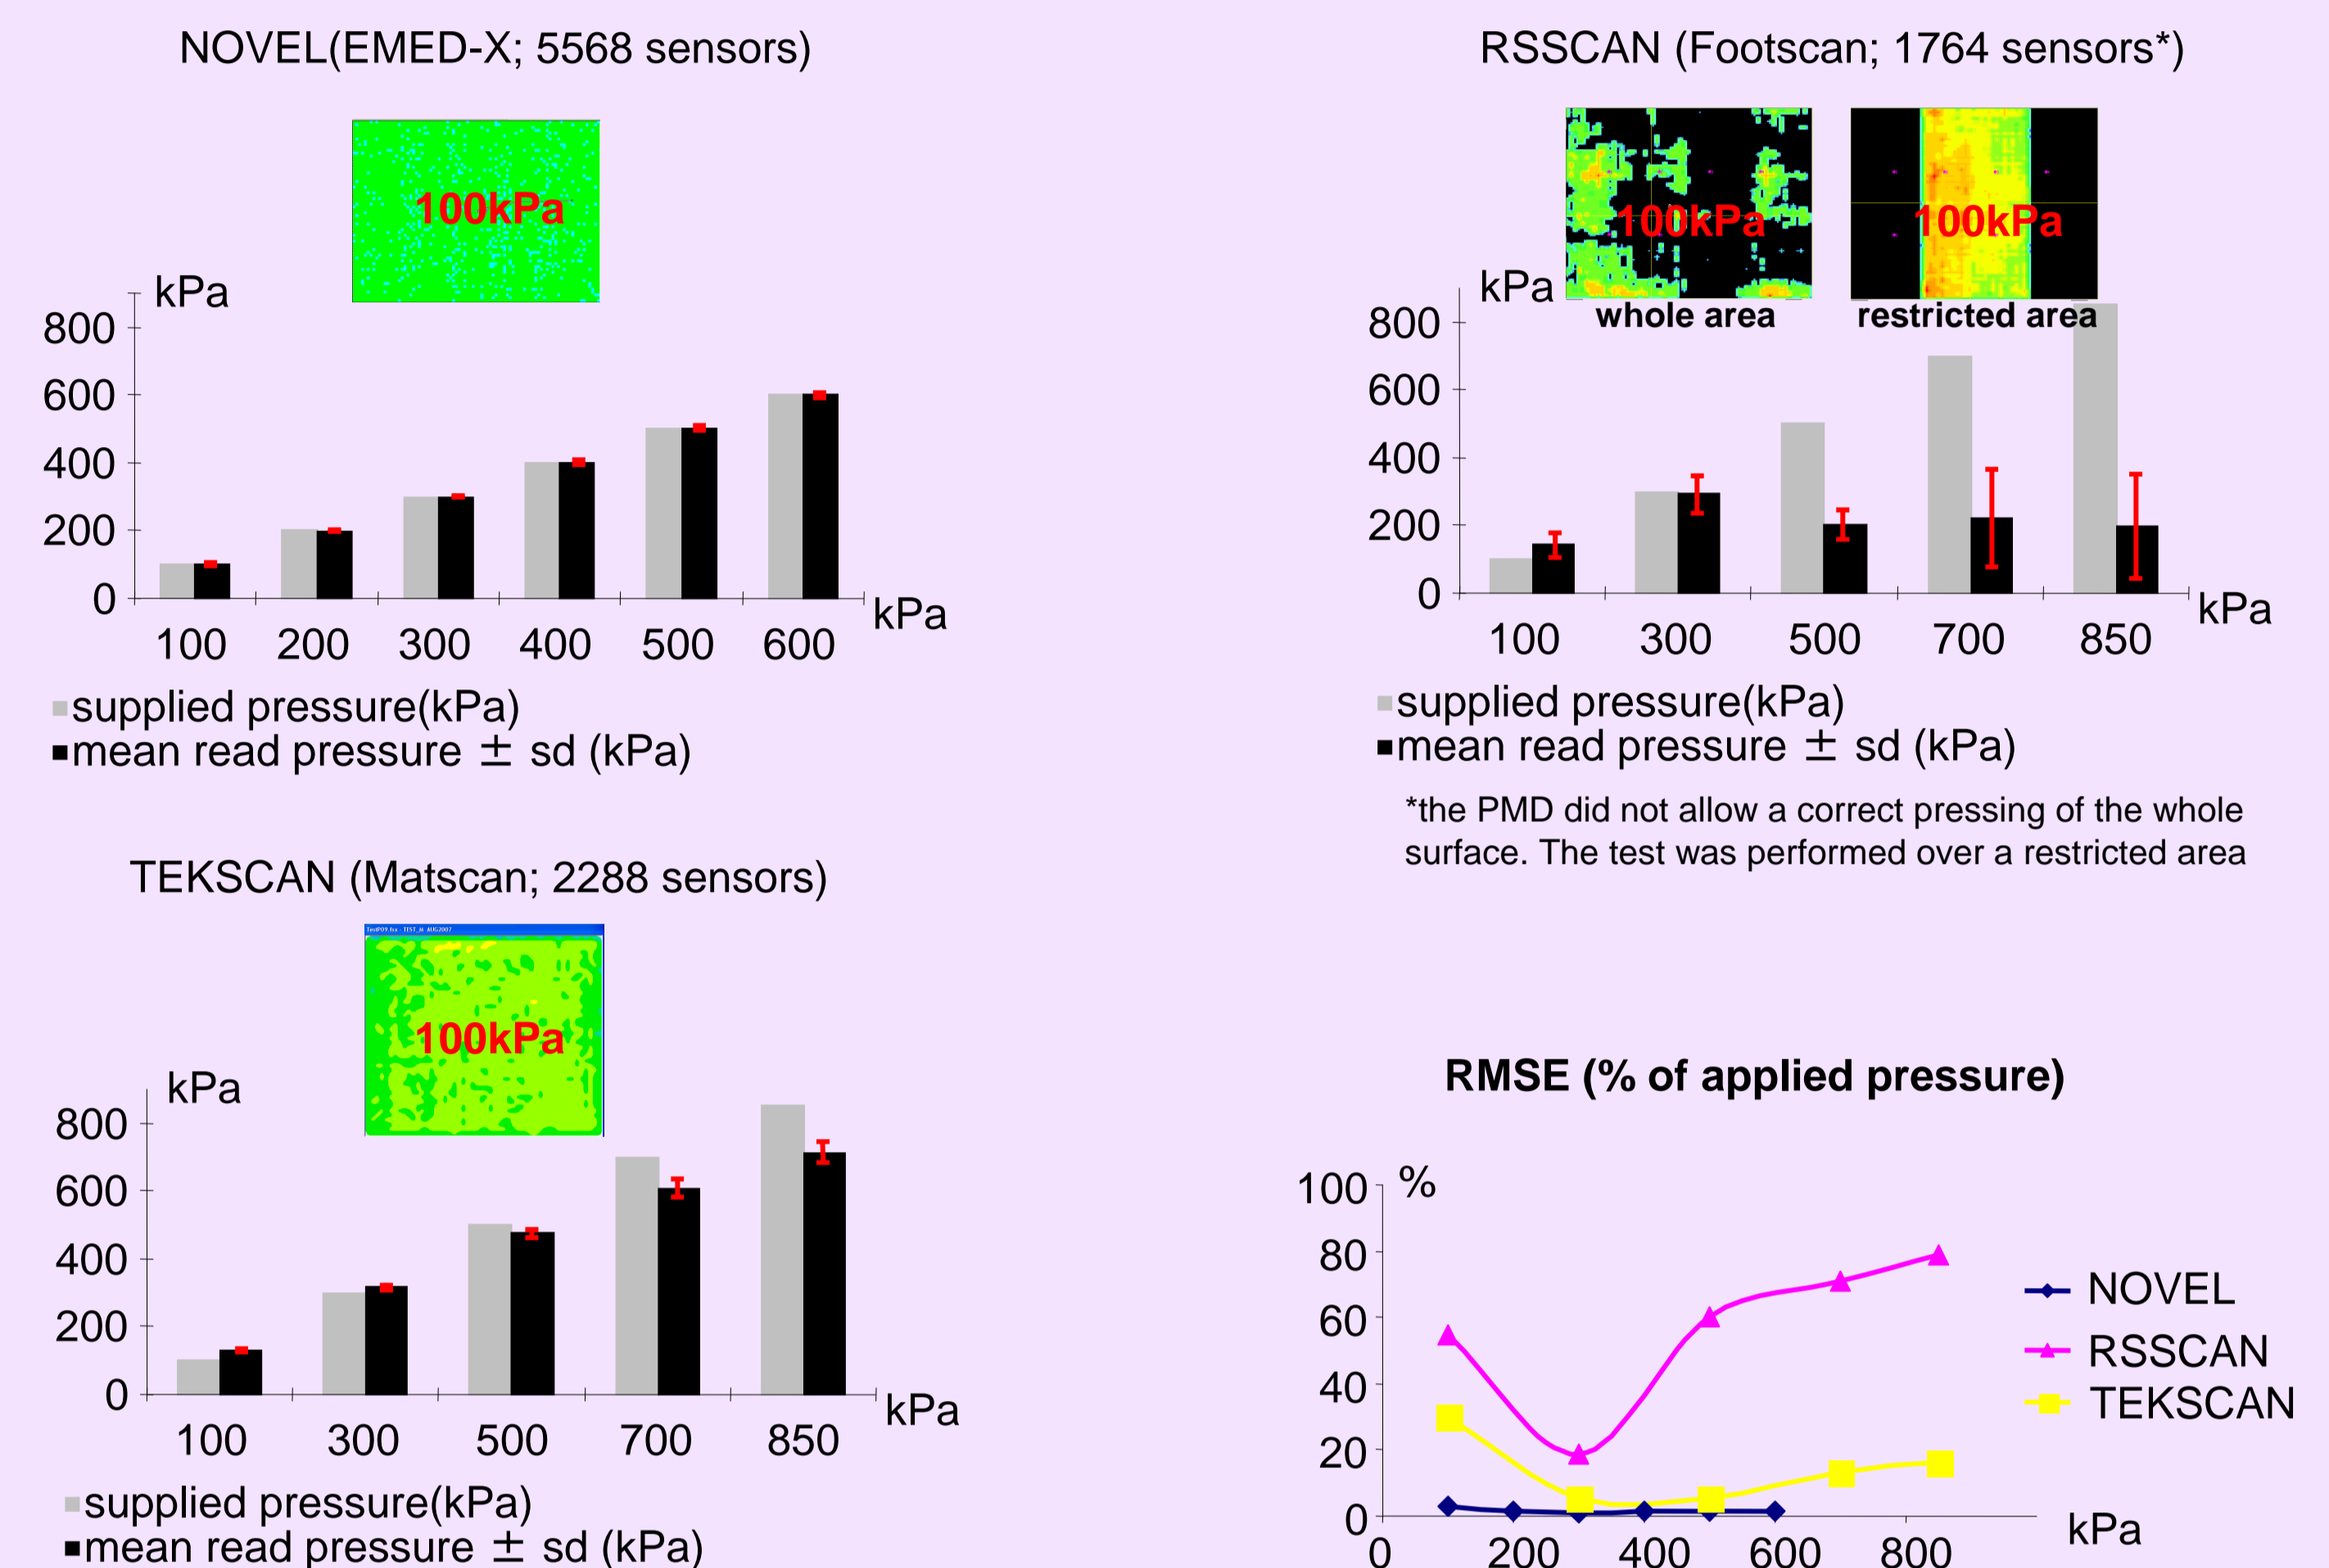 NOVEL(EMED-X; 5568 sensors)
100kPa
kPa
800
600
400
200
0
kPa
100 200 300 400 500 600
supplied pressure(kPa)
mean read pressure ± sd (kPa)
RSSCAN (Footscan; 1764 sensors*)
100kPa 100kPa
whole area restricted area
kPa
800
600
400
200
0
kPa
100 300 500 700 850
supplied pressure(kPa)
mean read pressure ± sd (kPa)
*the PMD did not allow a correct pressing of the whole
surface. The test was performed over a restricted area
TEKSCAN (Matscan; 2288 sensors)
TestP09.fsx - TEST_M AUG2007
100kPa
kPa
800
600
400
200
0
kPa
100 300 500 700 850
supplied pressure(kPa)
mean read pressure ± sd (kPa)
RMSE (% of applied pressure)
%
100
80
60
40
20
0
kPa
0 200 400 600 800
NOVEL
RSSCAN
TEKSCAN